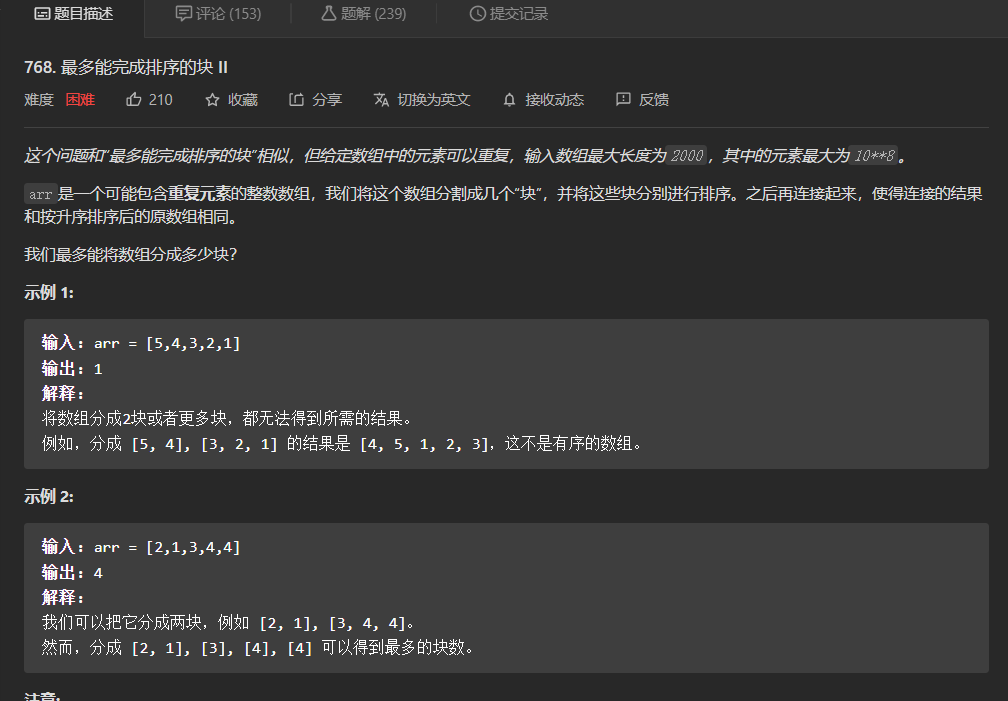 题目描述 评论 (153) 题解 (239) 提交记录
768. 最多能完成排序的块 II
难度 困难 210 收藏 分享 切换为英文 接收动态 反馈
这个问题和“最多能完成排序的块”相似，但给定数组中的元素可以重复，输入数组最大长度为 2000 ，其中的元素最大为 10**8 。
arr 是一个可能包含重复元素的整数数组，我们将这个数组分割成几个“块”，并将这些块分别进行排序。之后再连接起来，使得连接的结果
和按升序排序后的原数组相同。
我们最多能将数组分成多少块？
示例 1:
输入: arr = [5,4,3,2,1]
输出: 1
解释:
将数组分成2块或者更多块，都无法得到所需的结果。
例如，分成 [5, 4], [3, 2, 1] 的结果是 [4, 5, 1, 2, 3]，这不是有序的数组。
示例 2:
输入: arr = [2,1,3,4,4]
输出: 4
解释:
我们可以把它分成两块，例如 [2, 1], [3, 4, 4]。
然而，分成 [2, 1], [3], [4], [4] 可以得到最多的块数。
注意: